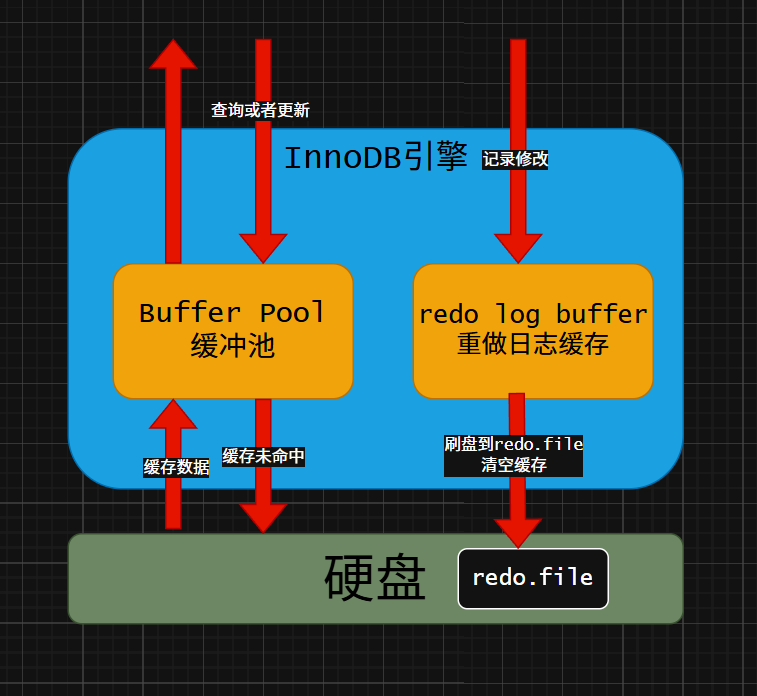 查询或者更新
InnoDB引擎
记录修改
Buffer Pool
缓冲池
redo log buffer
重做日志缓存
缓存数据
缓存未命中
刷盘到redo.file
清空缓存
硬盘
redo.file